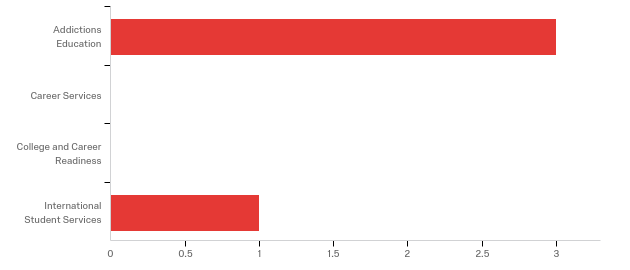 Addictions
Education
Career Services
College and Career
Readiness
International
Student Services
0 0.5 1 1.5 2 2.5 3